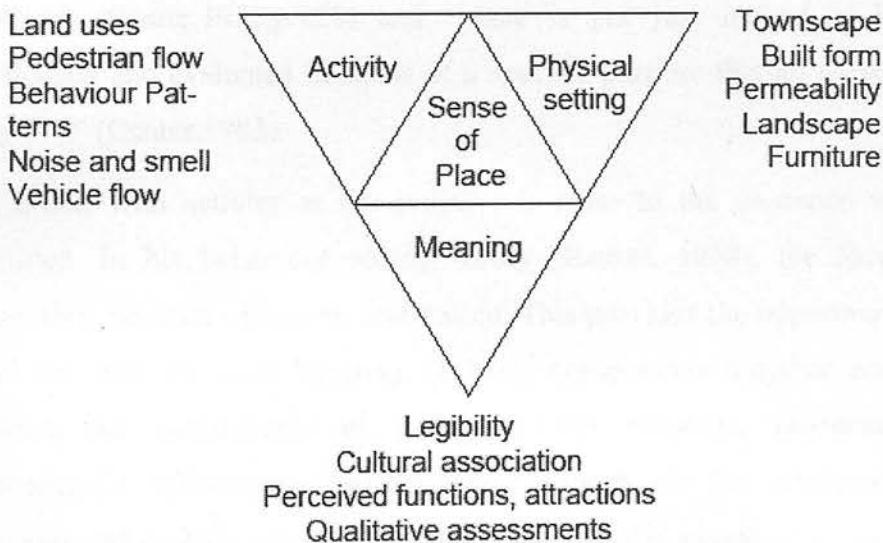 Land uses
Pedestrian flow
Behaviour Pat-
terns
Noise and smell
Vehicle flow
Activity
Physical
setting
Sense
of
Place
Meaning
Townscape
Built form
Permeability
Landscape
Furniture
Legibility
Cultural association
Perceived functions, attractions
Qualitative assessments